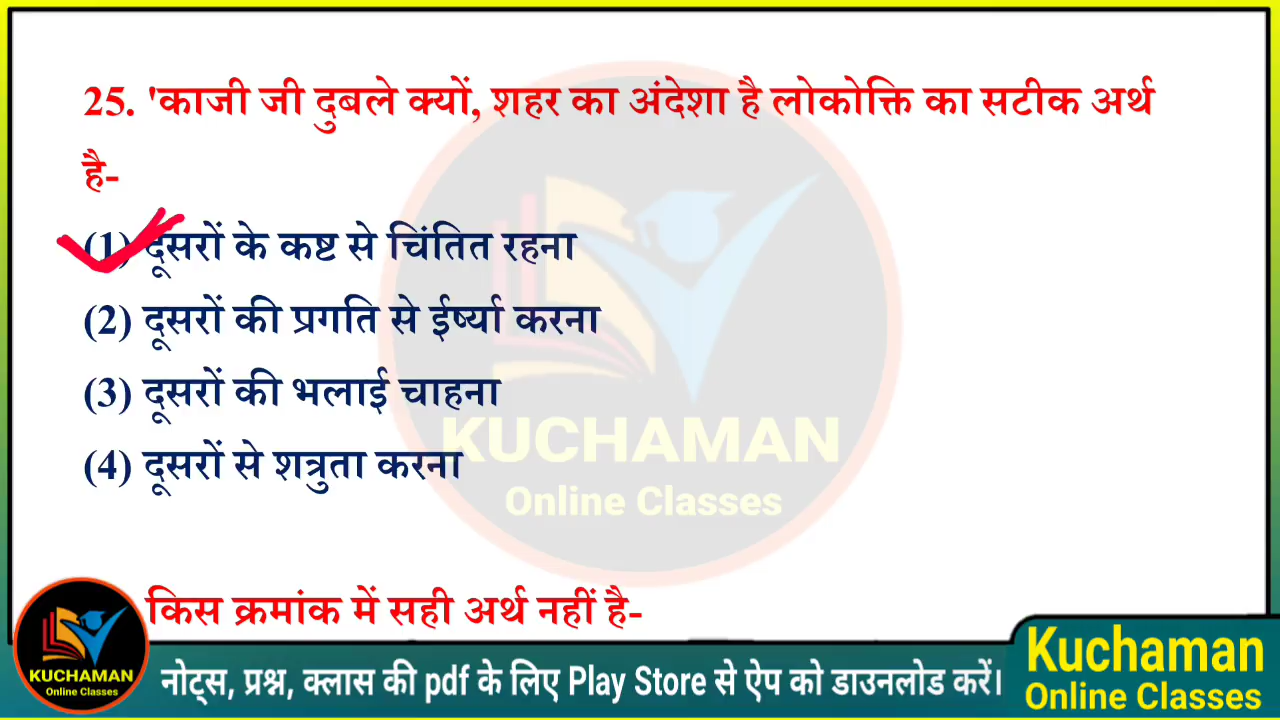 25. 'काजी जी दुबले क्यों, शहर का अंदेशा है लोकोक्ति का सटीक अर्थ
है-
(1) दूसरों के कष्ट से चिंतित रहना
(2) दूसरों की प्रगति से ईर्ष्या करना
(3) दूसरों की भलाई चाहना
(4) दूसरों से शत्रुता करना
KUCHAMAN
Online Classes
किस क्रमांक में सही अर्थ नहीं है-
KUCHAMAN
Online Classes
नोट्स, प्रश्न, क्लास की pdf के लिए Play Store से ऐप को डाउनलोड करें।
Kuchaman
Online Classes